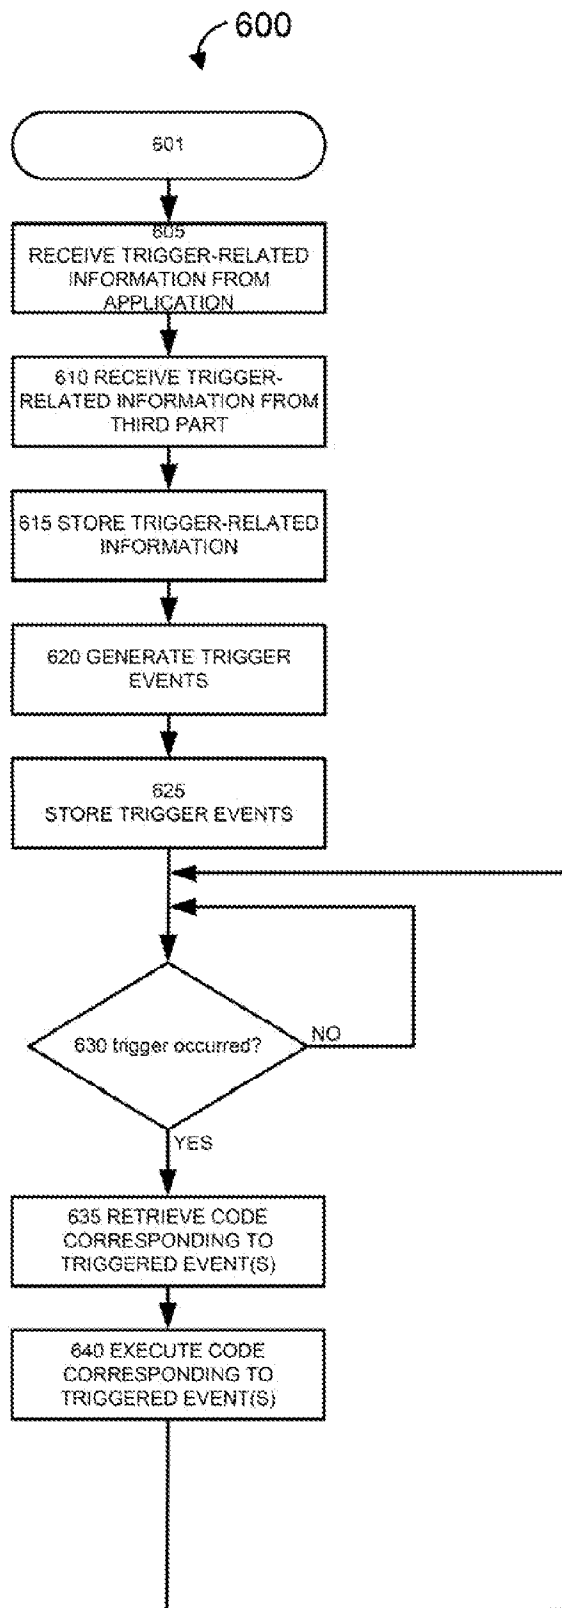 600
601
605
RECEIVE TRIGGER-RELATED
INFORMATION FROM
APPLICATION
610 RECEIVE TRIGGER-
RELATED INFORMATION FROM
THIRD PART
615 STORE TRIGGER-RELATED
INFORMATION
620 GENERATE TRIGGER
EVENTS
625
STORE TRIGGER EVENTS
630 trigger occurred?
NO
YES
635 RETRIEVE CODE
CORRESPONDING TO
TRIGGERED EVENT(S)
640 EXECUTE CODE
CORRESPONDING TO
TRIGGERED EVENT(S)